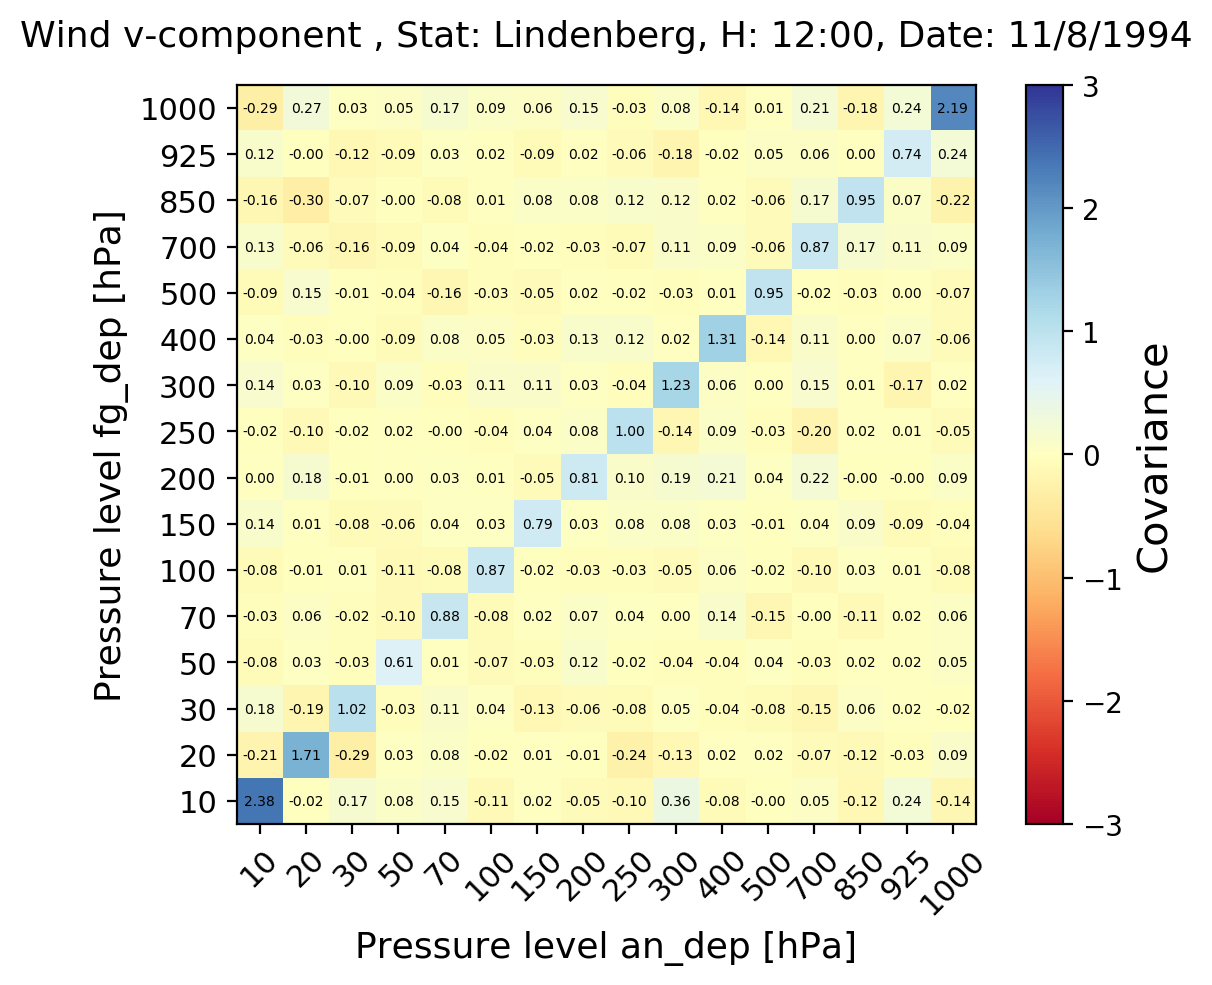 Wind v-component , Stat: Lindenberg, H: 12:00, Date: 11/8/1994
1000 -0.29 0.27 0.03 0.05 0.17 0.09 0.06 0.15 -0.03 0.08 -0.14 0.01 0.21 -0.18 0.24 2.19
925 0.12 -0.00 -0.12 -0.09 0.03 0.02 -0.09 0.02 -0.06 -0.18 -0.02 0.05 0.06 0.00 0.74 0.24
850 -0.16 -0.30 -0.07 -0.00 -0.08 0.01 0.08 0.08 0.12 0.12 0.02 -0.06 0.17 0.95 0.07 -0.22
700 0.13 -0.06 -0.16 -0.09 0.04 -0.04 -0.02 -0.03 -0.07 0.11 0.09 -0.06 0.87 0.17 0.11 0.09
500 -0.09 0.15 -0.01 -0.04 -0.16 -0.03 -0.05 0.02 -0.02 -0.03 0.01 0.95 -0.02 -0.03 0.00 -0.07
400 0.04 -0.03 -0.00 -0.09 0.08 0.05 -0.03 0.13 0.12 0.02 1.31 -0.14 0.11 0.00 0.07 -0.06
300 0.14 0.03 -0.10 0.09 -0.03 0.11 0.11 0.03 -0.04 1.23 0.06 0.00 0.15 0.01 -0.17 0.02
250 -0.02 -0.10 -0.02 0.02 -0.00 -0.04 0.04 0.08 1.00 -0.14 0.09 -0.03 -0.20 0.02 0.01 -0.05
200 0.00 0.18 -0.01 0.00 0.03 0.01 -0.05 0.81 0.10 0.19 0.21 0.04 0.22 -0.00 -0.00 0.09
150 0.14 0.01 -0.08 -0.06 0.04 0.03 0.79 0.03 0.08 0.08 0.03 -0.01 0.04 0.09 -0.09 -0.04
100 -0.08 -0.01 0.01 -0.11 -0.08 0.87 -0.02 -0.03 -0.03 -0.05 0.06 -0.02 -0.10 0.03 0.01 -0.08
70 -0.03 0.06 -0.02 -0.10 0.88 -0.08 0.02 0.07 0.04 0.00 0.14 -0.15 -0.00 -0.11 0.02 0.06
50 -0.08 0.03 -0.03 0.61 0.01 -0.07 -0.03 0.12 -0.02 -0.04 -0.04 0.04 -0.03 0.02 0.02 0.05
30 0.18 -0.19 1.02 -0.03 0.11 0.04 -0.13 -0.06 -0.08 0.05 -0.04 -0.08 -0.15 0.06 0.02 -0.02
20 -0.21 1.71 -0.29 0.03 0.08 -0.02 0.01 -0.01 -0.24 -0.13 0.02 0.02 -0.07 -0.12 -0.03 0.09
10 2.38 -0.02 0.17 0.08 0.15 -0.11 0.02 -0.05 -0.10 0.36 -0.08 -0.00 0.05 -0.12 0.24 -0.14
10 20 30 50 70 100 150 200 250 300 400 500 700 850 925 1000
Pressure level an_dep [hPa]
Pressure level fg_dep [hPa]
3
2
1
0
−1
−2
−3
Covariance